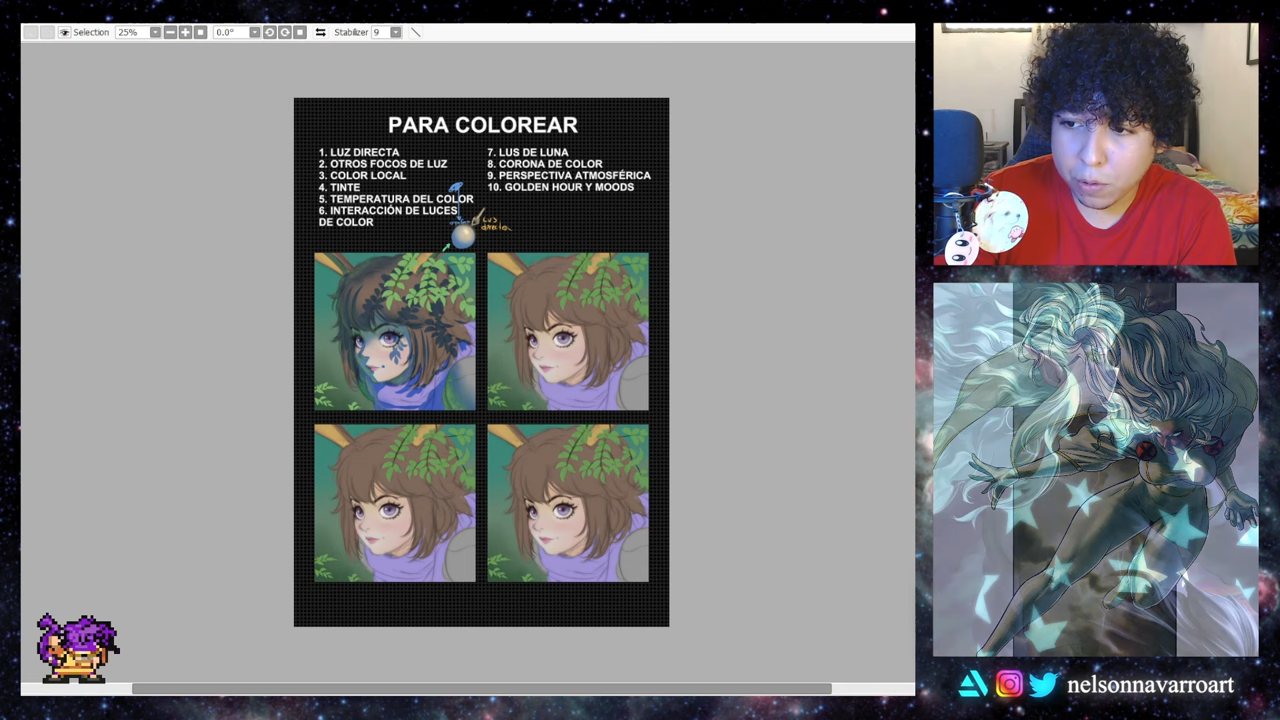 Selection 25% 0.0° Stabilizer 9
PARA COLOREAR
1. LUZ DIRECTA
2. OTROS FOCOS DE LUZ
3. COLOR LOCAL
4. TINTE
5. TEMPERATURA DEL COLOR
6. INTERACCIÓN DE LUCES
DE COLOR
7. LUS DE LUNA
8. CORONA DE COLOR
9. PERSPECTIVA ATMOSFÉRICA
10. GOLDEN HOUR Y MOODS
Luz
directa
nelsonnavarroart